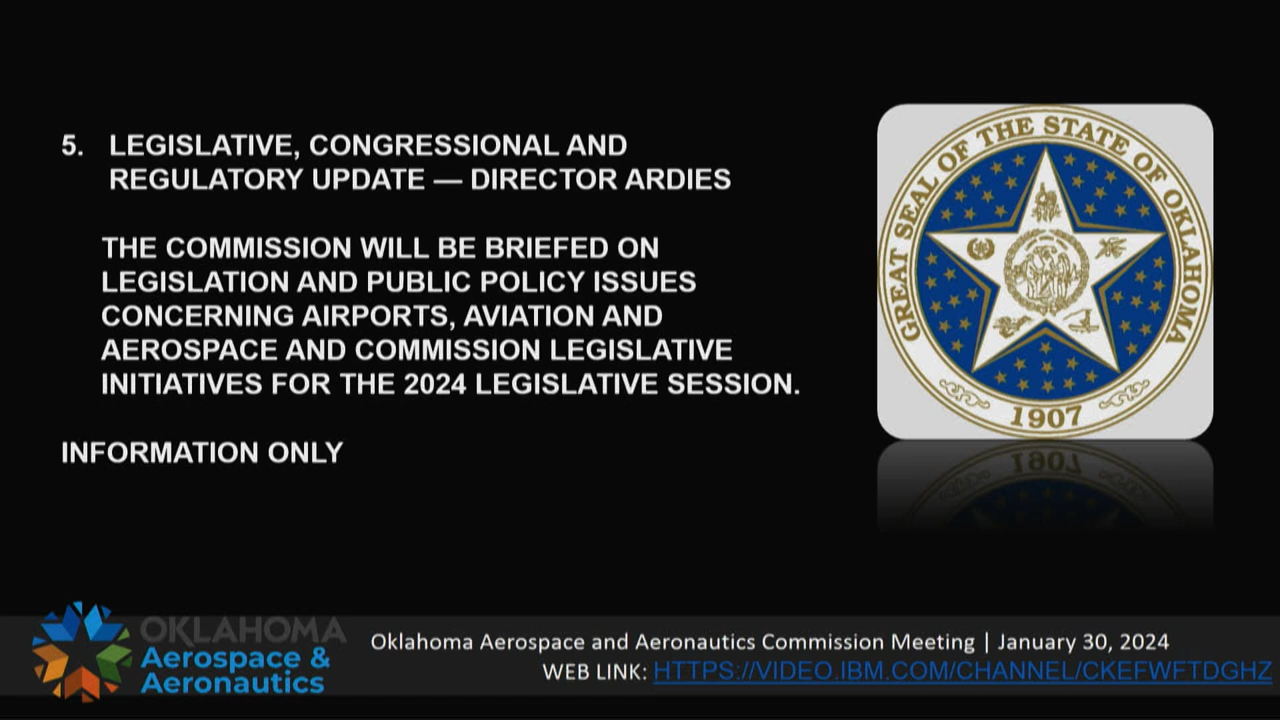 5. LEGISLATIVE, CONGRESSIONAL AND
REGULATORY UPDATE — DIRECTOR ARDIES
THE COMMISSION WILL BE BRIEFED ON
LEGISLATION AND PUBLIC POLICY ISSUES
CONCERNING AIRPORTS, AVIATION AND
AEROSPACE AND COMMISSION LEGISLATIVE
INITIATIVES FOR THE 2024 LEGISLATIVE SESSION.
INFORMATION ONLY
GREAT SEAL OF THE STATE OF OKLAHOMA
1907
OKLAHOMA
Aerospace &
Aeronautics
Oklahoma Aerospace and Aeronautics Commission Meeting | January 30, 2024
WEB LINK: HTTPS://VIDEO.IBM.COM/CHANNEL/CKEFWFTDGHZ